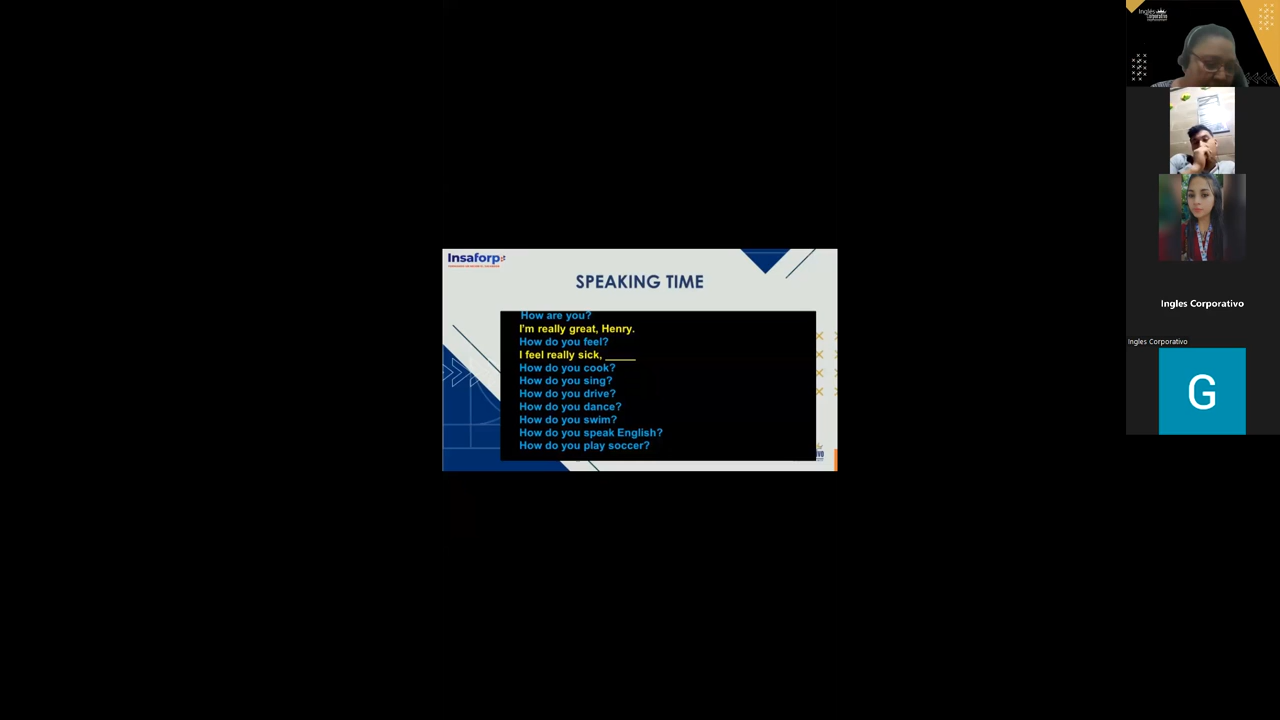 Insaforp
SPEAKING TIME
How are you?
I'm really great, Henry.
How do you feel?
I feel really sick, _____
How do you cook?
How do you sing?
How do you drive?
How do you dance?
How do you swim?
How do you speak English?
How do you play soccer?
Inglés
Corporativo
Ingles Corporativo
Ingles Corporativo
G